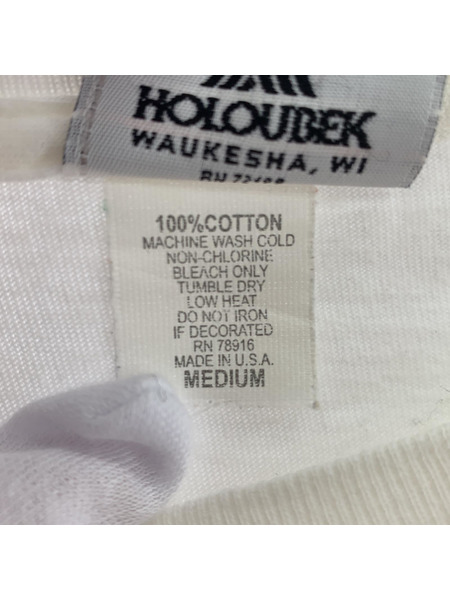 HOLOUBEK
WAUKESHA, WI
RN
100%COTTON
MACHINE WASH COLD
NON-CHLORINE
BLEACH ONLY
TUMBLE DRY
LOW HEAT
DO NOT IRON
IF DECORATED
RN 78916
MADE IN U.S.A.
MEDIUM